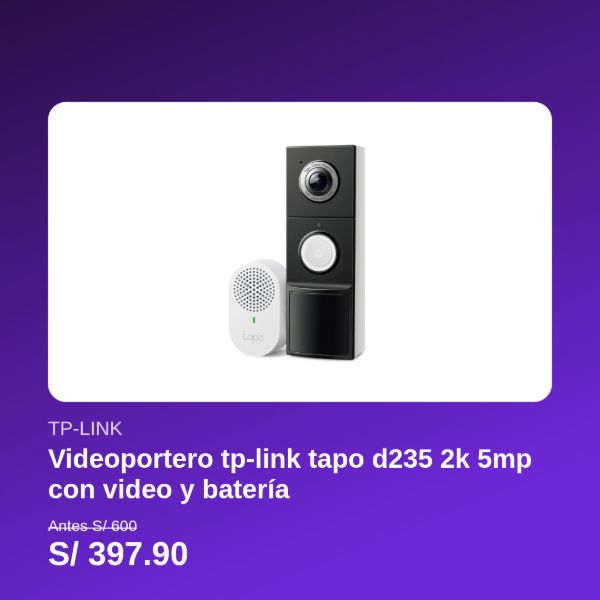 tapo
TP-LINK
Videoportero tp-link tapo d235 2k 5mp
con video y batería
Antes S/ 600
S/ 397.90